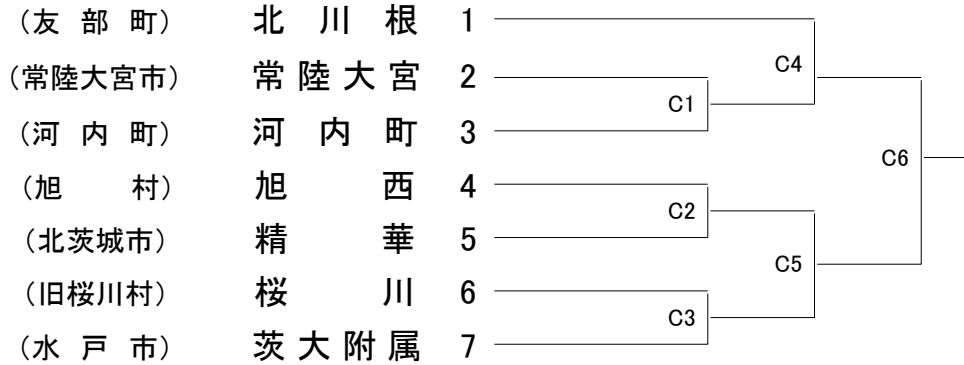 (友部町) 北川根 1
(常陸大宮市) 常陸大宮 2
(河内町) 河内町 3
(旭村) 旭西 4
(北茨城市) 精華 5
(旧桜川村) 桜川 6
(水戸市) 茨大附属 7
C4
C1
C6
C2
C5
C3